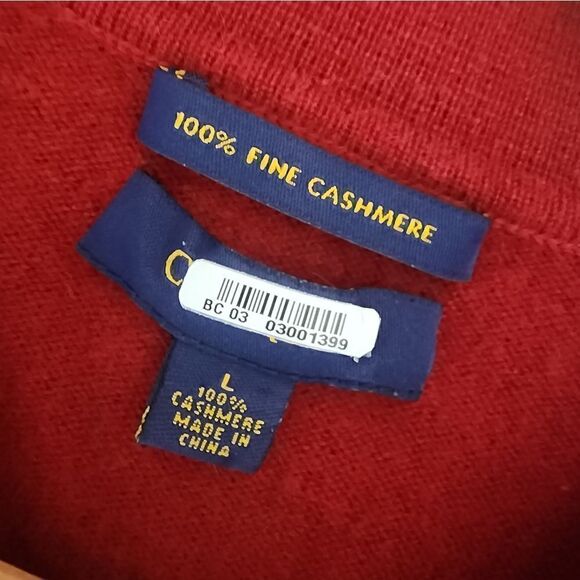 100% FINE CASHMERE
BC 03 03001399
L
100%
CASHMERE
MADE IN
CHINA